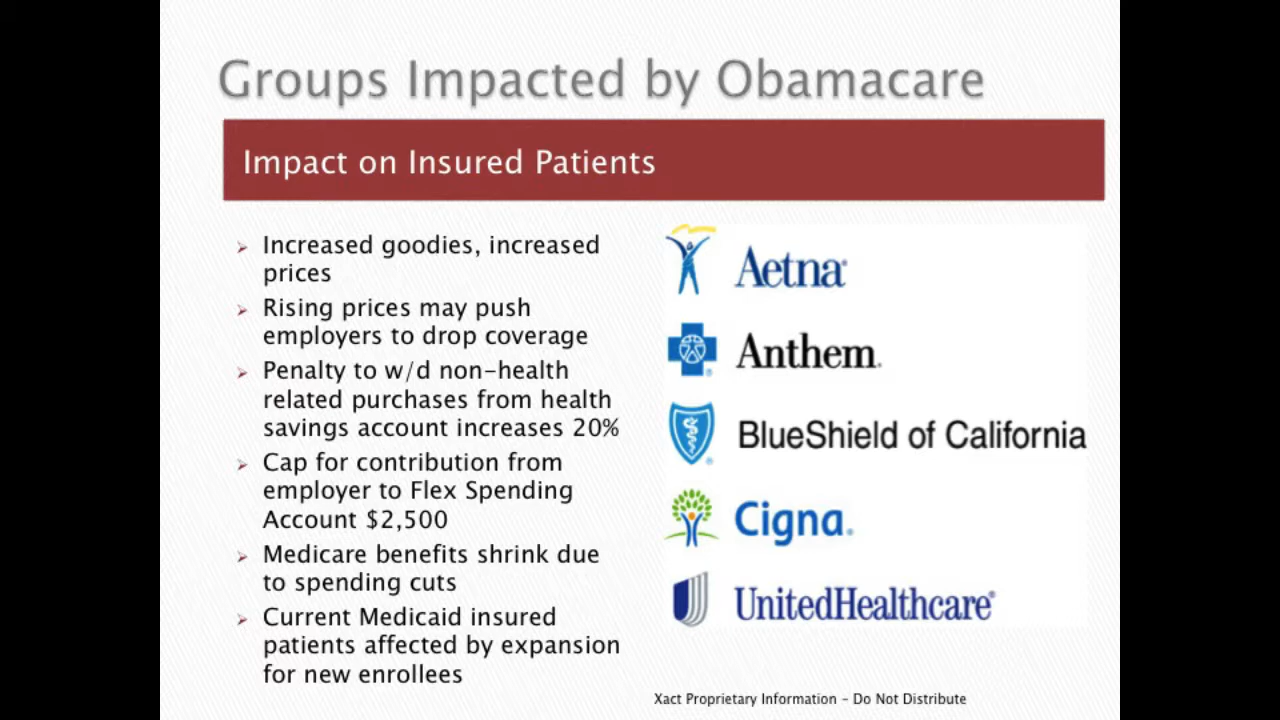 Groups Impacted by Obamacare
Impact on Insured Patients
Increased goodies, increased
prices
Rising prices may push
employers to drop coverage
Penalty to w/d non-health
related purchases from health
savings account increases 20%
Cap for contribution from
employer to Flex Spending
Account $2,500
Medicare benefits shrink due
to spending cuts
Current Medicaid insured
patients affected by expansion
for new enrollees
Aetna®
Anthem®
BlueShield of California
Cigna®
UnitedHealthcare®
Xact Proprietary Information - Do Not Distribute